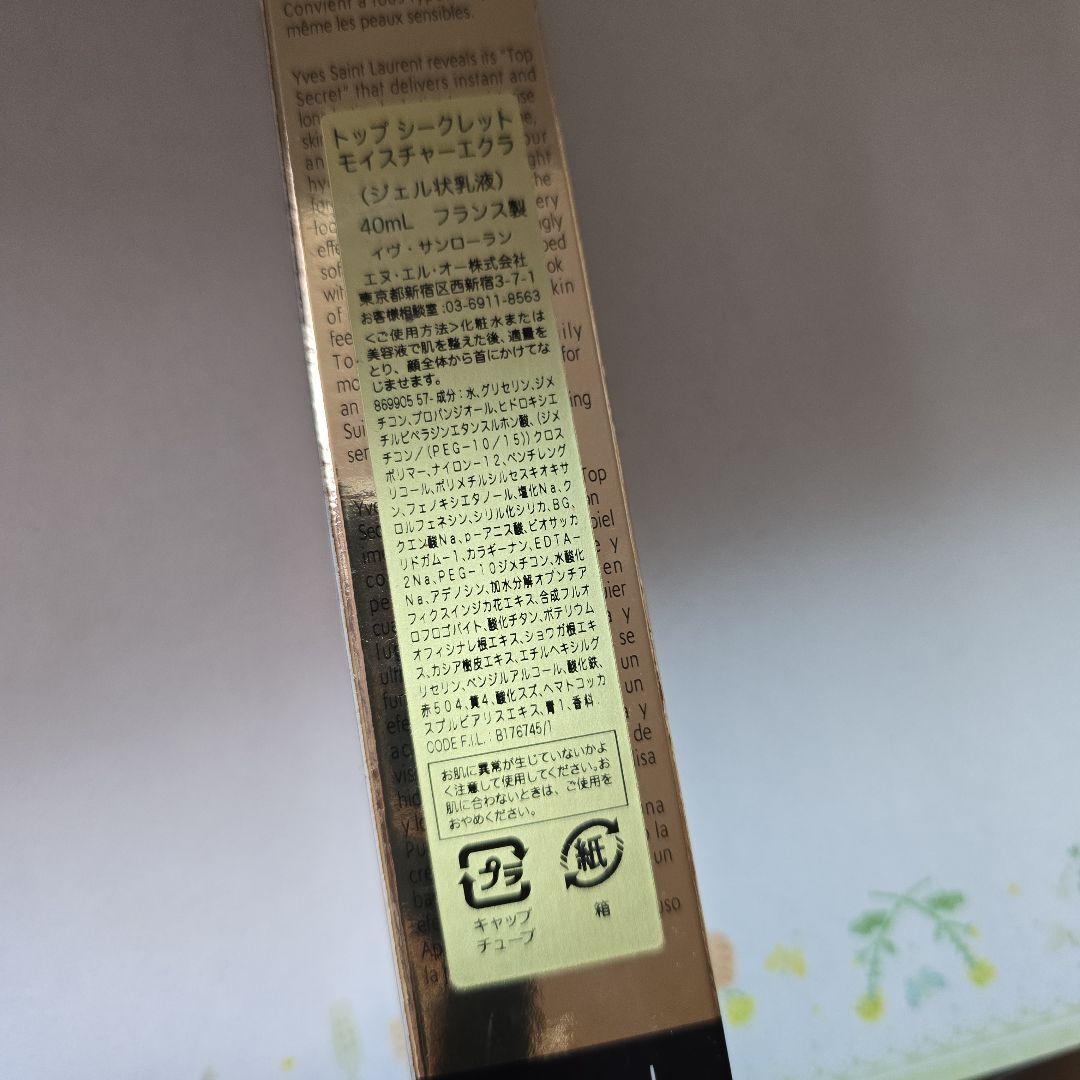 Convient à tous
même les peaux sensibles.
Yves Saint Laurent reveals its "Top
Secret" that delivers instant and
トップ シークレット
モイスチャーエクラ
(ジェル状乳液)
40mL フランス製
イヴ・サンローラン
エヌ・エル・オー株式会社
東京都新宿区西新宿3-7-1
お客様相談室:03-6911-8563
<ご使用方法>化粧水または
美容液で肌を整えた後、適量を
とり、顔全体から首にかけてな
じませます。
869905 57-成分:水、グリセリン、ジメ
チコン、プロパンジオール、ヒドロキシエ
チルピペラジンエタンスルホン酸、(ジメ
チコン/(PEG-10/15))クロス
ポリマー、ナイロン-12、ペンチレング
リコール、ポリメチルシルセスキオキサ
ン、フェノキシエタノール、塩化Na、ク
ロルフェネシン、シリル化シリカ、BG、
クエン酸Na、p-アニス酸、ビオサッカ
リドガム-1、カラギーナン、EDTA-
2Na、PEG-10ジメチコン、水酸化
Na、アデノシン、加水分解オプンチア
フィクスインジカ花エキス、合成フルオ
ロフロゴパイト、酸化チタン、ポテリウム
オフィシナレ根エキス、ショウガ根エキ
ス、カシア樹皮エキス、エチルヘキシルグ
リセリン、ベンジルアルコール、酸化鉄、
赤504、黄4、酸化スズ、ヘマトコッカ
スプルビアリスエキス、青1、香料
CODE F.I.L.: B176745/1
お肌に異常が生じていないかよ
く注意して使用してください。お
肌に合わないときは、ご使用を
おやめください。
プラ 紙
キャップ 箱
チューブ